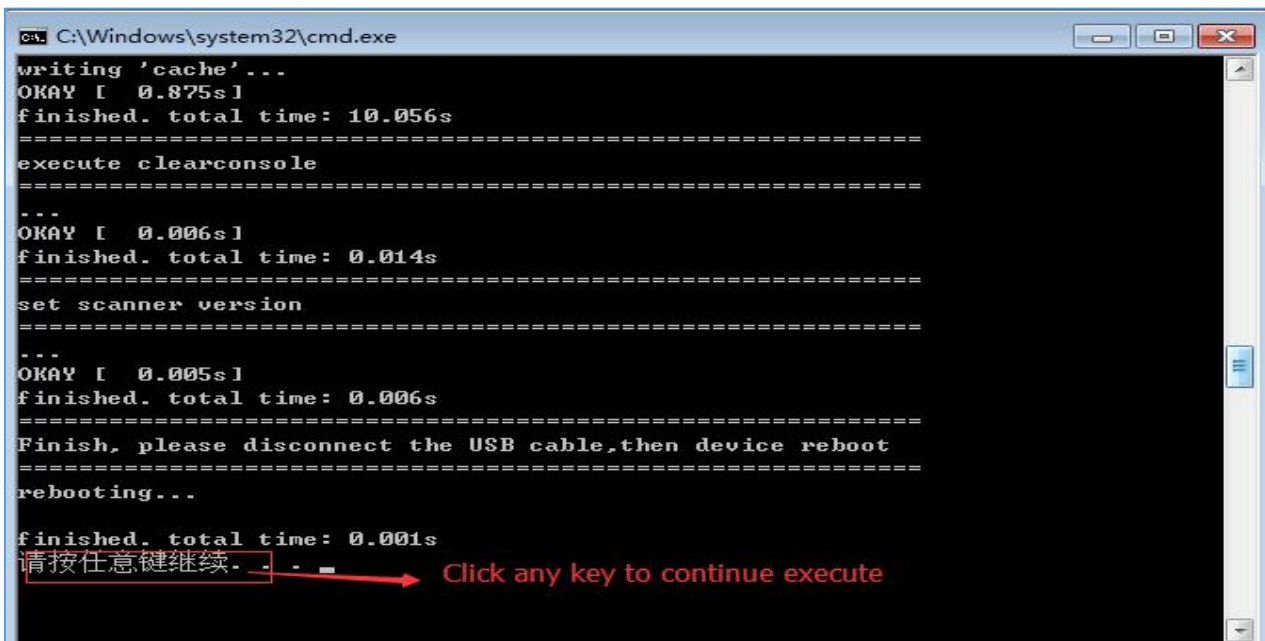 C:\Windows\system32\cmd.exe
writing 'cache'...
OKAY [  0.875s]
finished. total time: 10.056s
============================================================
execute clearconsole
============================================================
...
OKAY [  0.006s]
finished. total time: 0.014s
============================================================
set scanner version
============================================================
...
OKAY [  0.005s]
finished. total time: 0.006s
============================================================
Finish, please disconnect the USB cable,then device reboot
============================================================
rebooting...
finished. total time: 0.001s
请按任意键继续. . . _
Click any key to continue execute